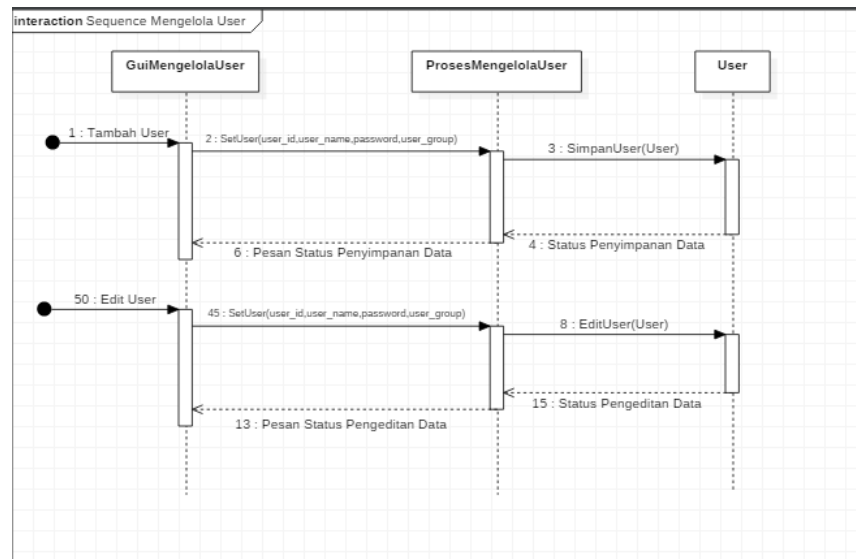 interaction Sequence Mengelola User
GuiMengelolaUser
ProsesMengelolaUser
User
1 : Tambah User
2 : SetUser(user_id,user_name,password,user_group)
3 : SimpanUser(User)
4 : Status Penyimpanan Data
6 : Pesan Status Penyimpanan Data
50 : Edit User
45 : SetUser(user_id,user_name,password,user_group)
8 : EditUser(User)
15 : Status Pengeditan Data
13 : Pesan Status Pengeditan Data